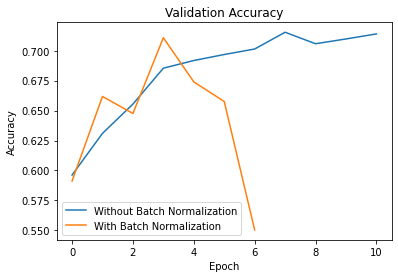 Validation Accuracy
Accuracy
0.700
0.675
0.650
0.625
0.600
0.575
0.550
Without Batch Normalization
With Batch Normalization
0 2 4 6 8 10
Epoch